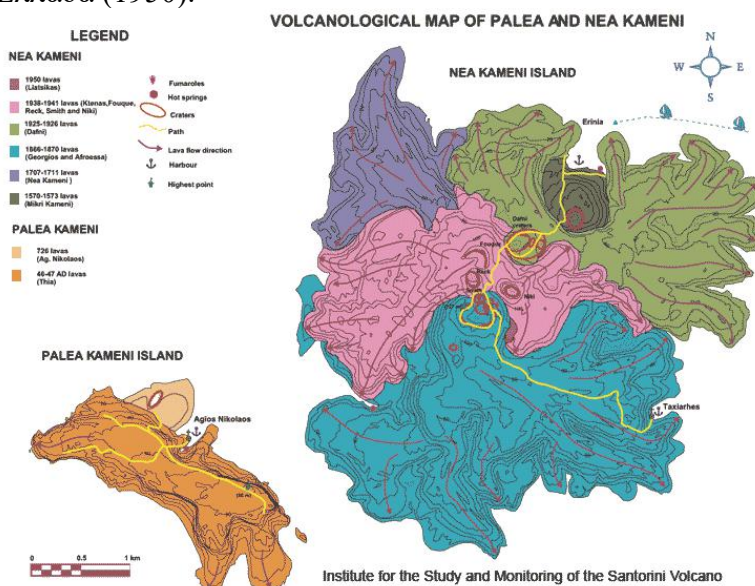 (1950).
VOLCANOLOGICAL MAP OF PALEA AND NEA KAMENI
LEGEND
NEA KAMENI
1950 lavas
(Liatsikas)
1938-1941 lavas (Ktenas,Fouque,
Reck, Smith and Niki)
1925-1926 lavas
(Dafni)
1866-1870 lavas
(Georgios and Afroessa)
1707-1711 lavas
(Nea Kameni)
1570-1573 lavas
(Mikri Kameni)
Fumaroles
Hot springs
Craters
Path
Lava flow direction
Harbour
Highest point
PALEA KAMENI
726 lavas
(Ag. Nikolaos)
46-47 AD lavas
(Thia)
NEA KAMENI ISLAND
N
W
E
S
Erinia
Dafni
craters
Fouque
Reck
Niki
Taxiarhes
PALEA KAMENI ISLAND
Agios Nikolaos
0
0.5
1 km
Institute for the Study and Monitoring of the Santorini Volcano